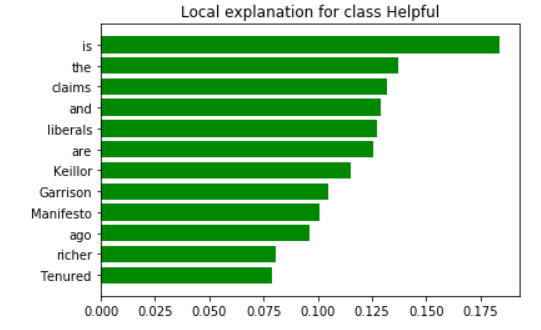 Local explanation for class Helpful
is
the
claims
and
liberals
are
Keillor
Garrison
Manifesto
ago
richer
Tenured
0.000 0.025 0.050 0.075 0.100 0.125 0.150 0.175